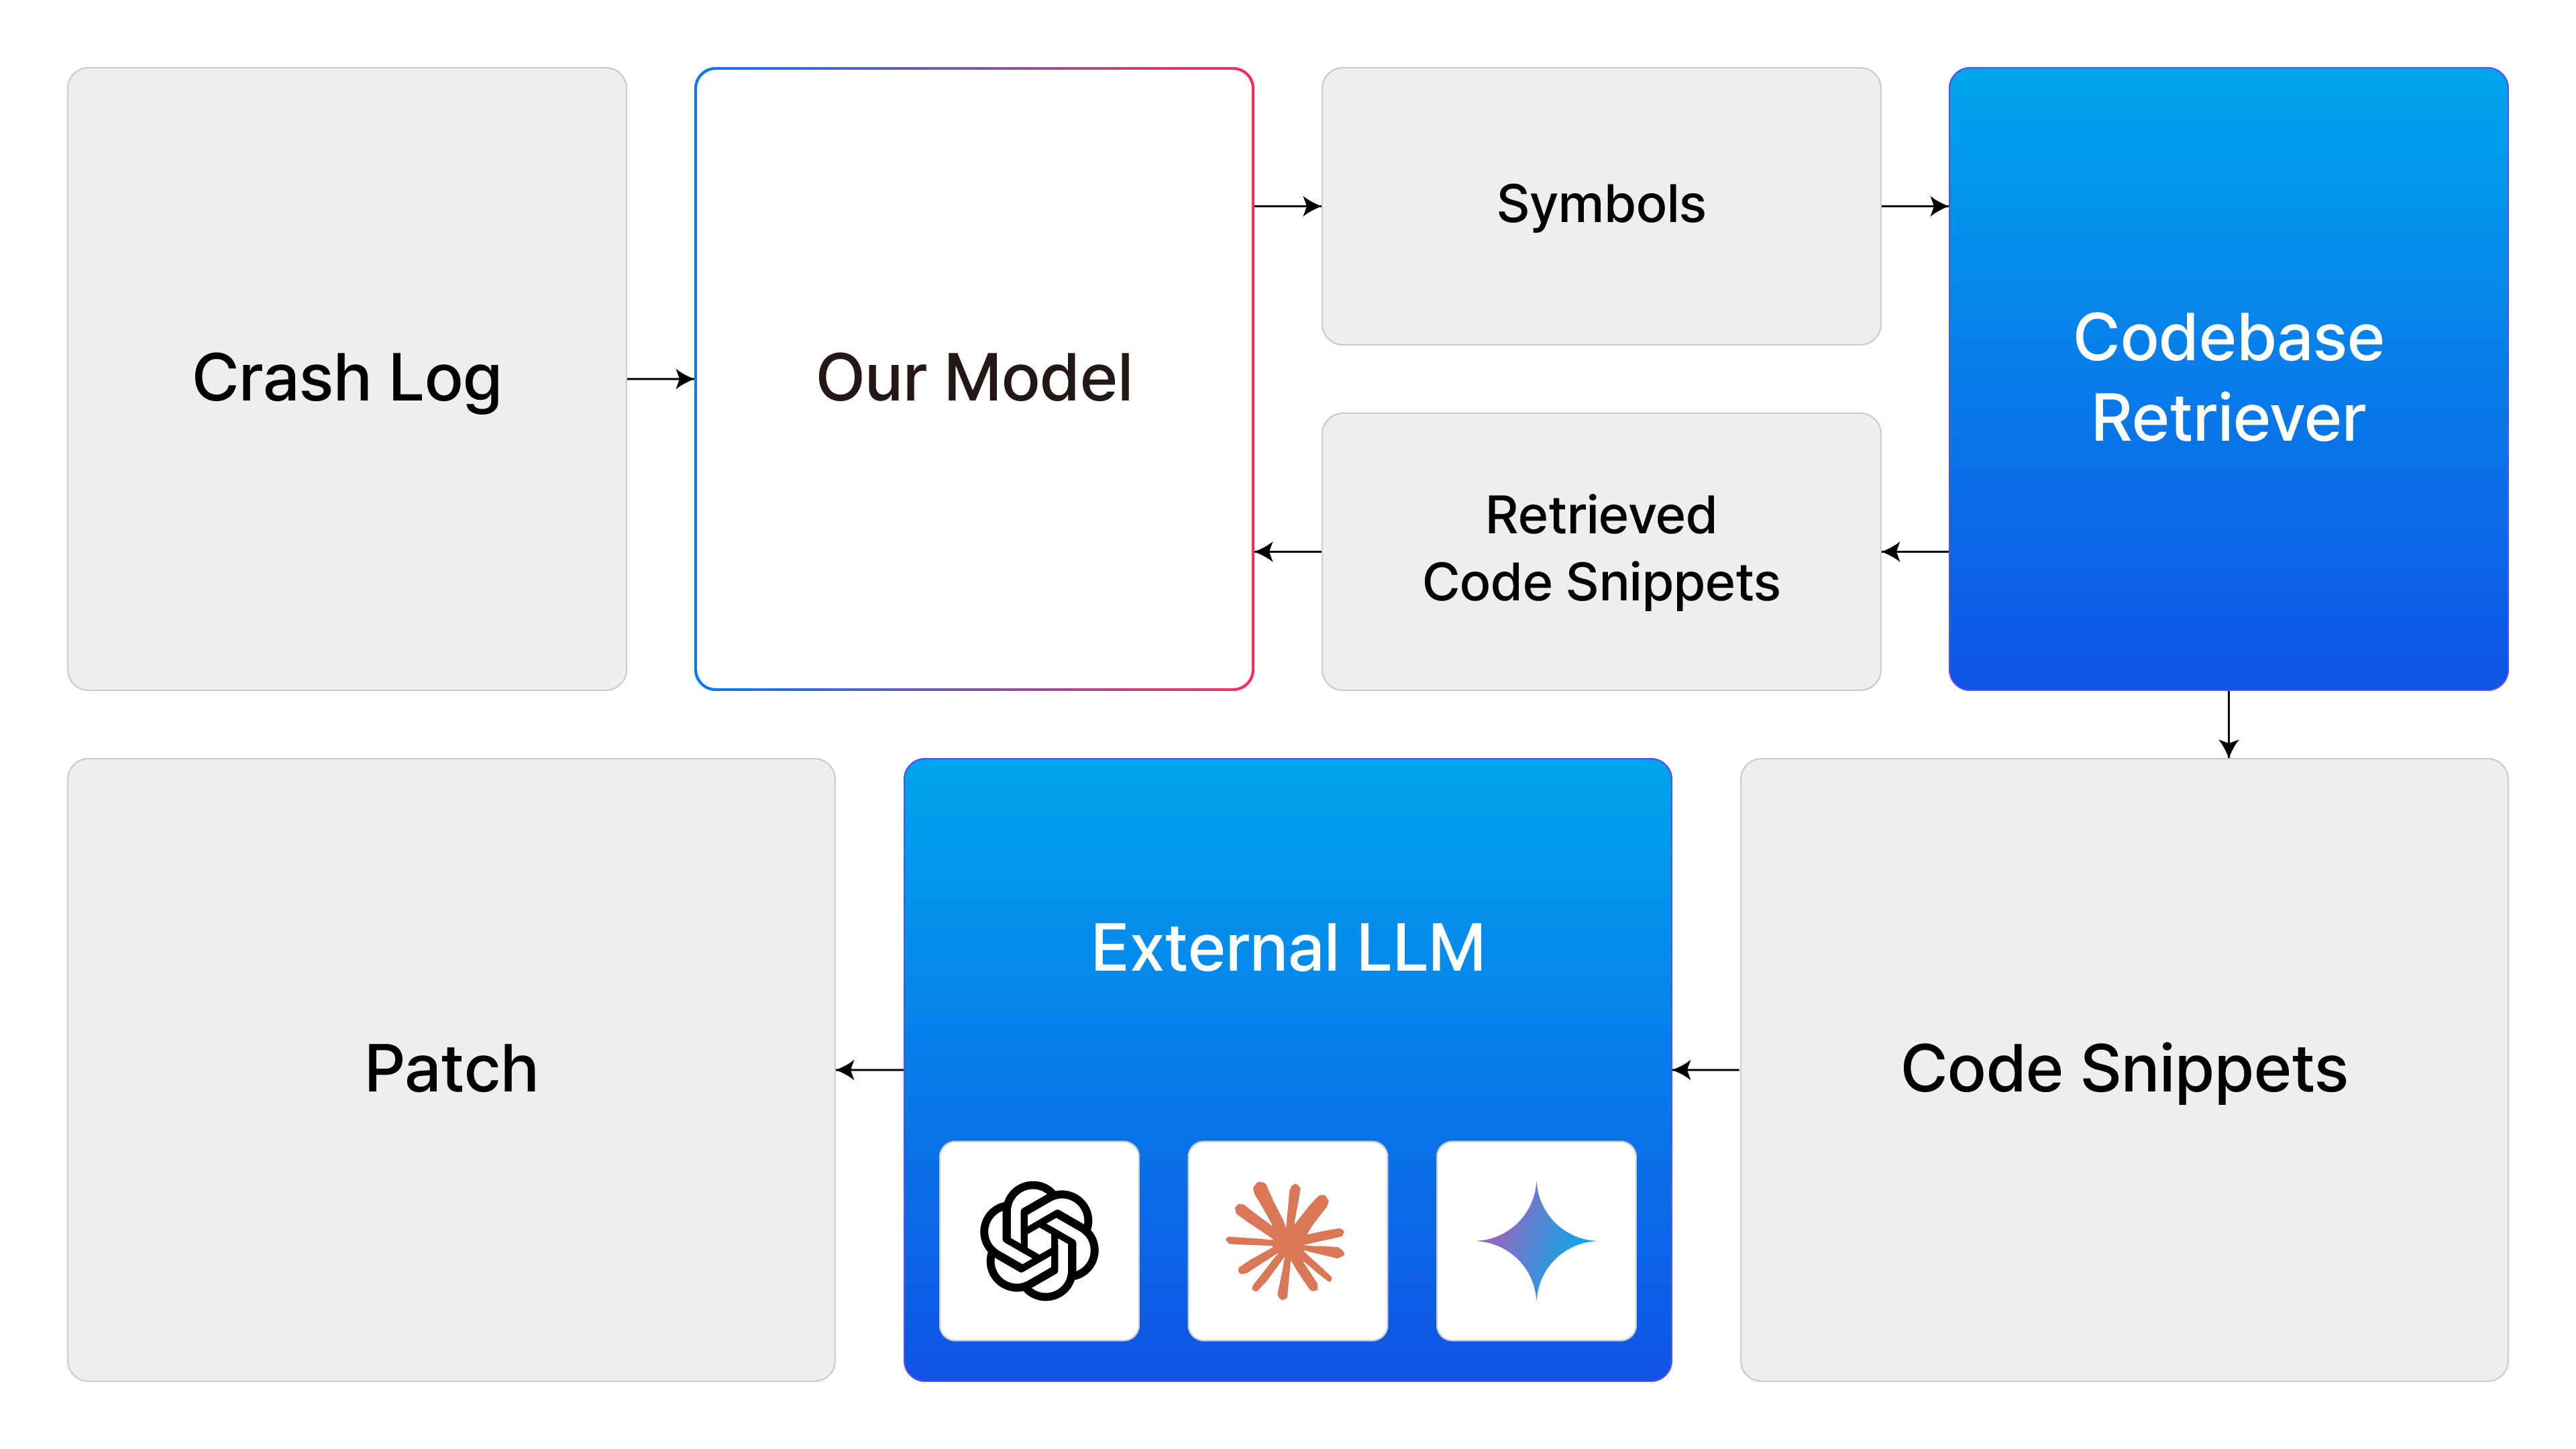 Crash Log
Our Model
Symbols
Retrieved
Code Snippets
Codebase
Retriever
Patch
External LLM
Code Snippets